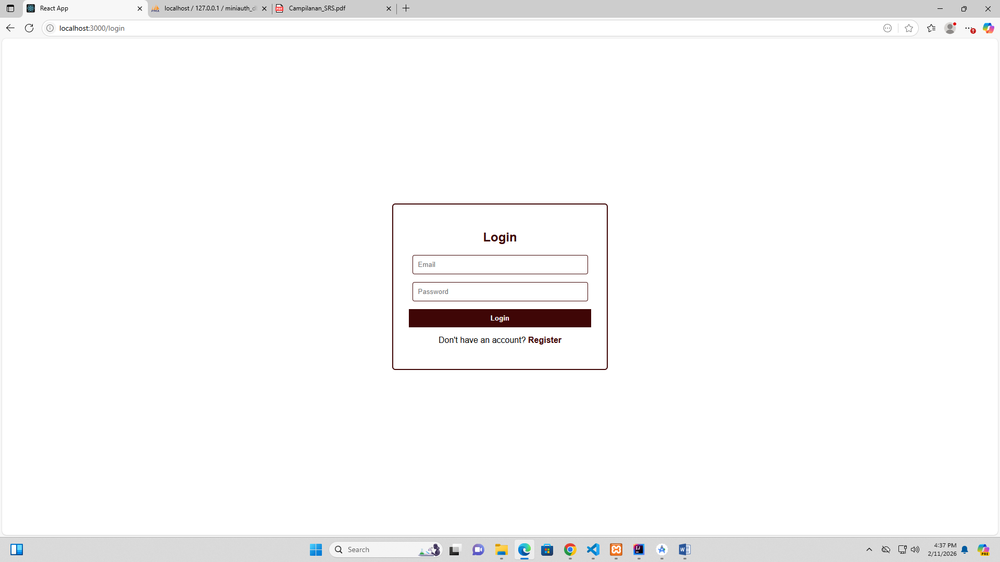 React App
localhost / 127.0.0.1 / miniauth_d
Campilanan_SRS.pdf
localhost:3000/login
Login
Email
Password
Login
Don't have an account? Register
Search
4:37 PM
2/11/2026